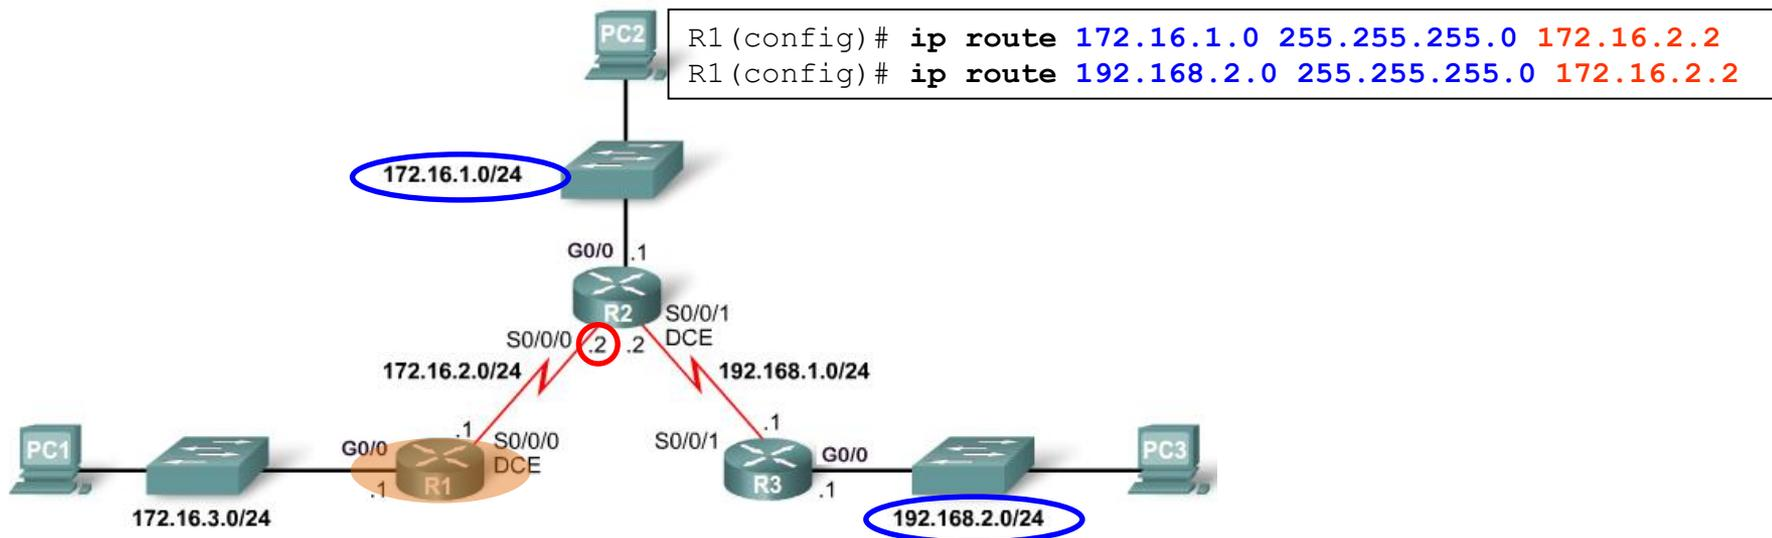 PC2
R1(config)# ip route 172.16.1.0 255.255.255.0 172.16.2.2
R1(config)# ip route 192.168.2.0 255.255.255.0 172.16.2.2
172.16.1.0/24
G0/0 .1
R2
S0/0/1
DCE
S0/0/0 .2 .2
172.16.2.0/24
192.168.1.0/24
PC1
G0/0
.1
.1
S0/0/0
DCE
R1
172.16.3.0/24
.1
S0/0/1
G0/0
R3
.1
PC3
192.168.2.0/24